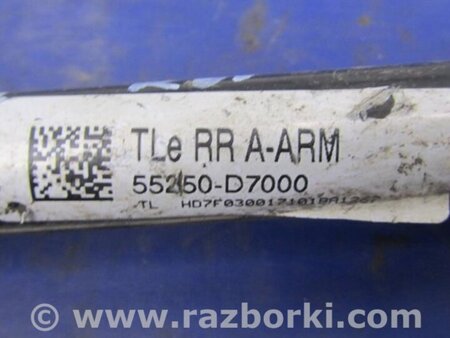 TLe RR A-ARM
55250-D7000
TL
© www.razborki.com